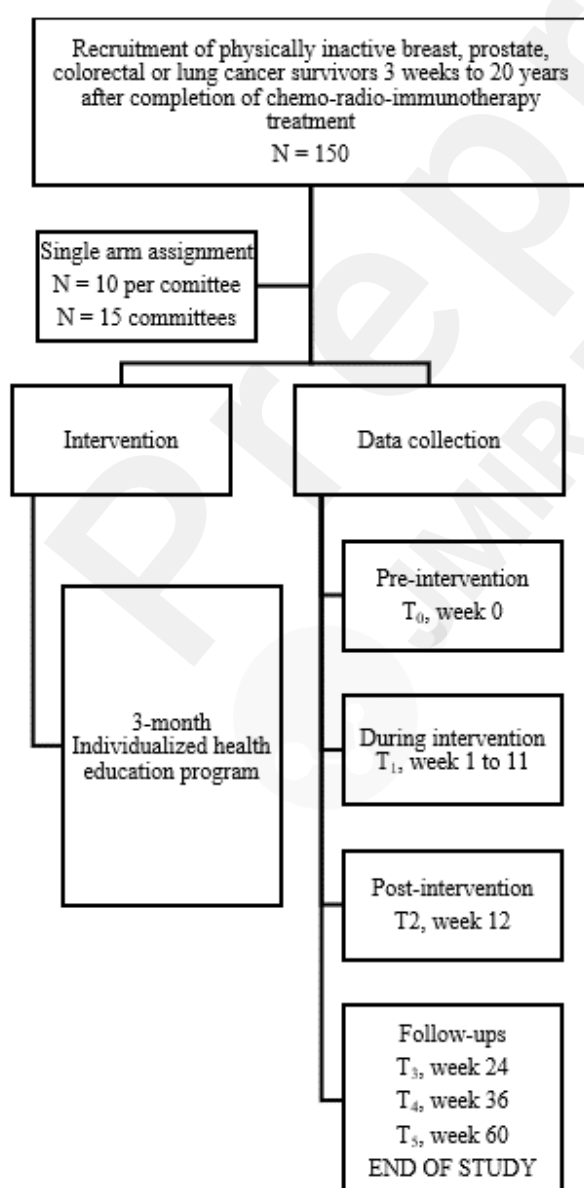 Recruitment of physically inactive breast, prostate,
colorectal or lung cancer survivors 3 weeks to 20 years
after completion of chemo-radio-immunotherapy
treatment
N = 150
Single arm assignment
N = 10 per comittee
N = 15 committees
Intervention
Data collection
3-month
Individualized health
education program
Pre-intervention
T₀, week 0
During intervention
T₁, week 1 to 11
Post-intervention
T2, week 12
Follow-ups
T₃, week 24
T₄, week 36
T₅, week 60
END OF STUDY
Prepr
JMIR